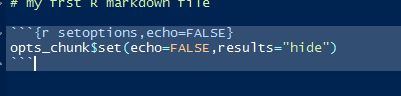 # my frst R markdown file
```{r setoptions,echo=FALSE}
opts_chunk$set(echo=FALSE,results="hide")
```